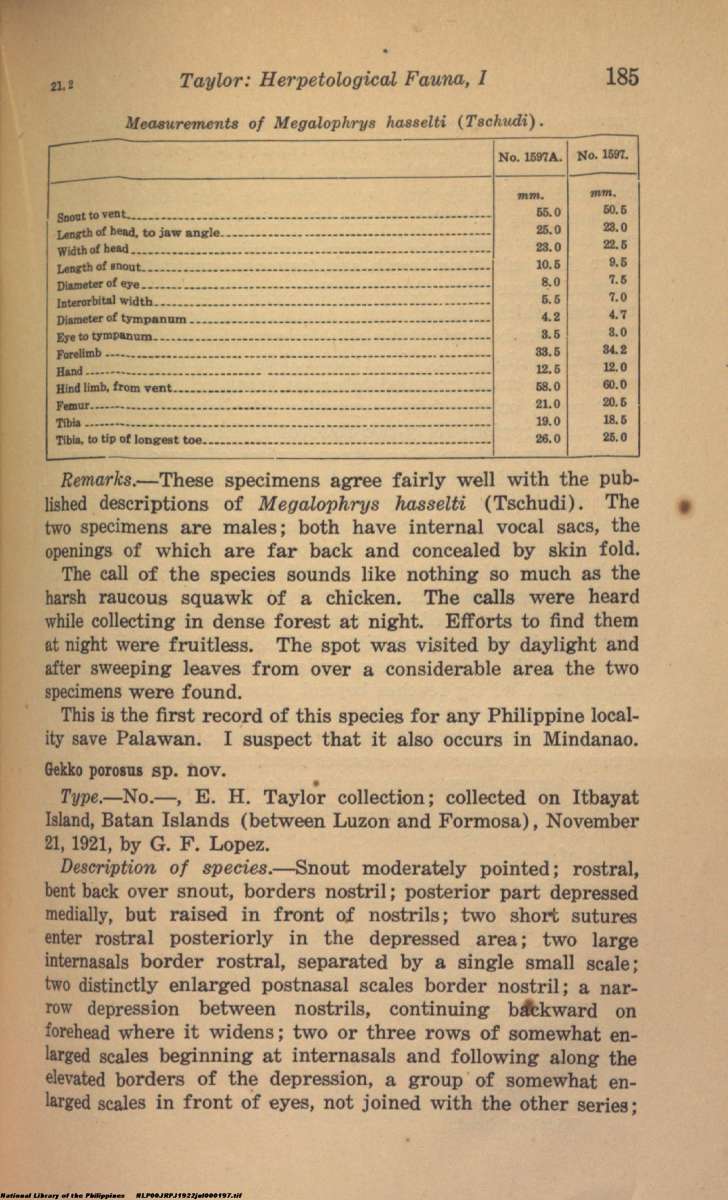 21, 2 Taylor: Herpetological Fauna, I 185
Measurements of Megalophrys hasselti (Tschudi).
No. 1597A. No. 1597.
mm. mm.
Snout to vent 55.0 50.5
Length of head, to jaw angle 25.0 23.0
Width of head 23.0 22.5
Length of snout 10.5 9.5
Diameter of eye 8.0 7.5
Interorbital width 5.5 7.0
Diameter of tympanum 4.2 4.7
Eye to tympanum 3.5 3.0
Forelimb 33.5 34.2
Hand 12.5 12.0
Hind limb, from vent 58.0 60.0
Femur 21.0 20.5
Tibia 19.0 18.5
Tibia, to tip of longest toe 26.0 25.0
Remarks.—These specimens agree fairly well with the pub-
lished descriptions of Megalophrys hasselti (Tschudi). The
two specimens are males; both have internal vocal sacs, the
openings of which are far back and concealed by skin fold.
The call of the species sounds like nothing so much as the
harsh raucous squawk of a chicken. The calls were heard
while collecting in dense forest at night. Efforts to find them
at night were fruitless. The spot was visited by daylight and
after sweeping leaves from over a considerable area the two
specimens were found.
This is the first record of this species for any Philippine local-
ity save Palawan. I suspect that it also occurs in Mindanao.
Gekko porosus sp. nov.
Type.—No.—, E. H. Taylor collection; collected on Itbayat
Island, Batan Islands (between Luzon and Formosa), November
21, 1921, by G. F. Lopez.
Description of species.—Snout moderately pointed; rostral,
bent back over snout, borders nostril; posterior part depressed
medially, but raised in front of nostrils; two short sutures
enter rostral posteriorly in the depressed area; two large
internasals border rostral, separated by a single small scale;
two distinctly enlarged postnasal scales border nostril; a nar-
row depression between nostrils, continuing backward on
forehead where it widens; two or three rows of somewhat en-
larged scales beginning at internasals and following along the
elevated borders of the depression, a group of somewhat en-
larged scales in front of eyes, not joined with the other series;
National Library of the Philippines NLP00JRPJ1922jul000197.tif